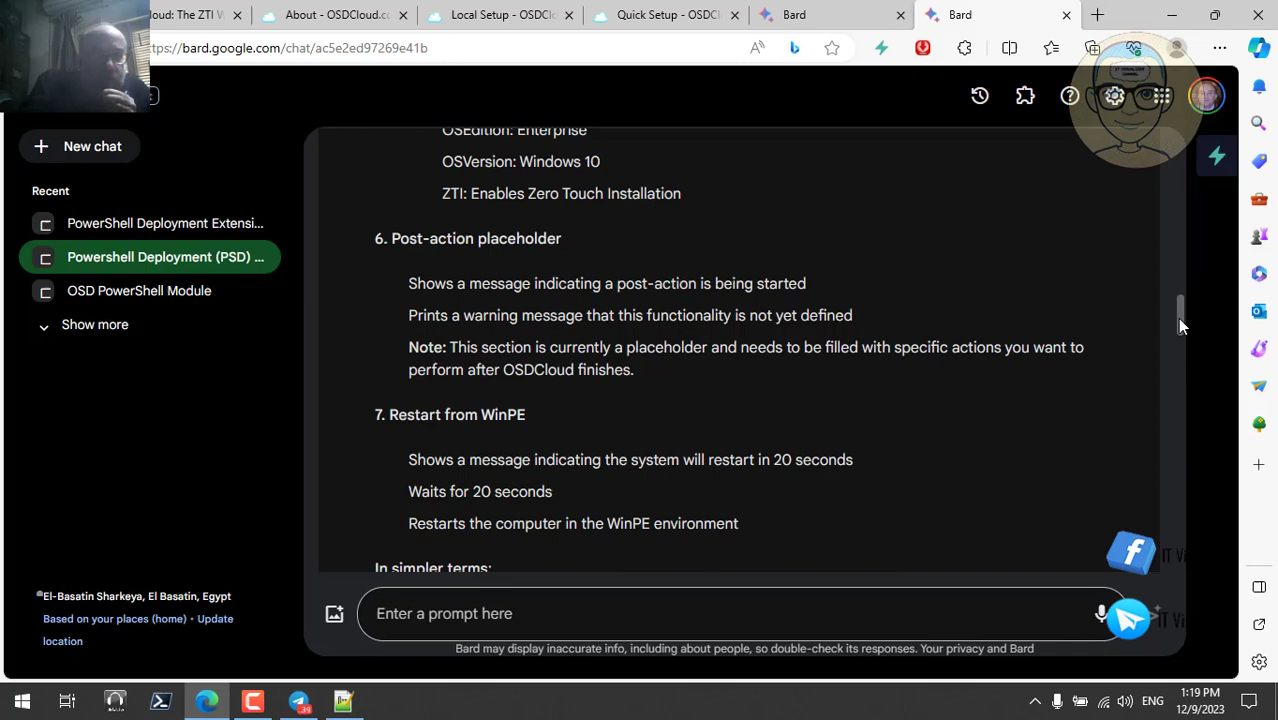 loud: The ZTI W
About - OSDCloud.c
Local Setup - OSDClo
Quick Setup - OSDCl
Bard
Bard
ttps://bard.google.com/chat/ac5e2ed97269e41b
New chat
Recent
PowerShell Deployment Extensi...
Powershell Deployment (PSD) ...
OSD PowerShell Module
Show more
El-Basatin Sharkeya, El Basatin, Egypt
Based on your places (home) • Update
location
OSEdition: Enterprise
OSVersion: Windows 10
ZTI: Enables Zero Touch Installation
6. Post-action placeholder
Shows a message indicating a post-action is being started
Prints a warning message that this functionality is not yet defined
Note: This section is currently a placeholder and needs to be filled with specific actions you want to
perform after OSDCloud finishes.
7. Restart from WinPE
Shows a message indicating the system will restart in 20 seconds
Waits for 20 seconds
Restarts the computer in the WinPE environment
In simpler terms:
IT Vi
Enter a prompt here
IT Vi
Bard may display inaccurate info, including about people, so double-check its responses. Your privacy and Bard
39
ENG
1:19 PM
12/9/2023